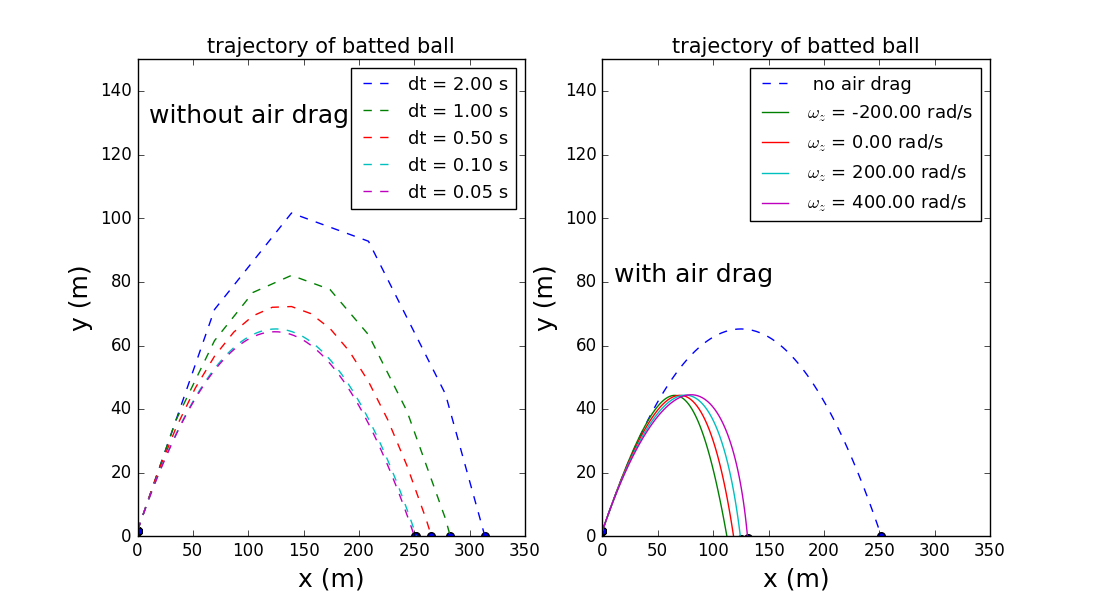 trajectory of batted ball
without air drag
dt = 2.00 s
dt = 1.00 s
dt = 0.50 s
dt = 0.10 s
dt = 0.05 s
140
120
100
80
60
40
20
0
y (m)
0 50 100 150 200 250 300 350
x (m)
trajectory of batted ball
no air drag
ω_z = -200.00 rad/s
ω_z = 0.00 rad/s
ω_z = 200.00 rad/s
ω_z = 400.00 rad/s
with air drag
140
120
100
80
60
40
20
0
y (m)
0 50 100 150 200 250 300 350
x (m)